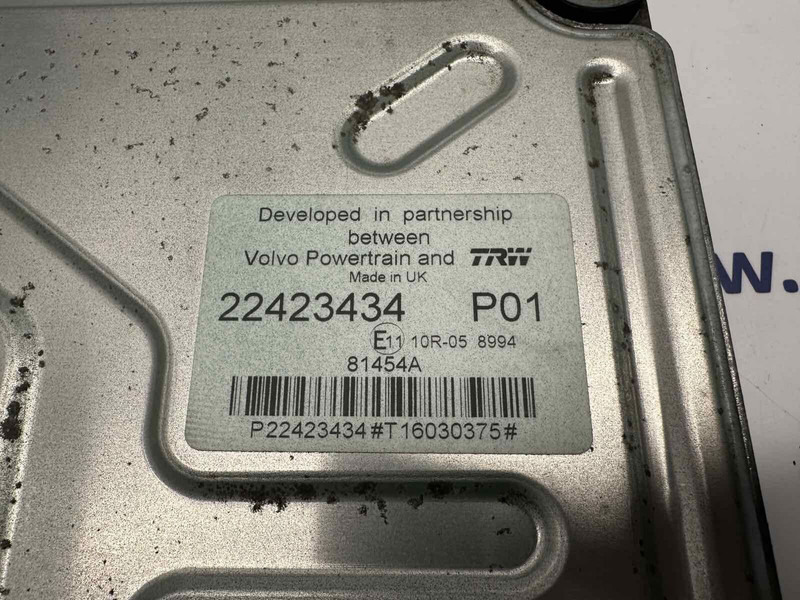 Developed in partnership
between
Volvo Powertrain and TRW
Made in UK
22423434 P01
E11 10R-05 8994
81454A
P22423434#T16030375#
w.